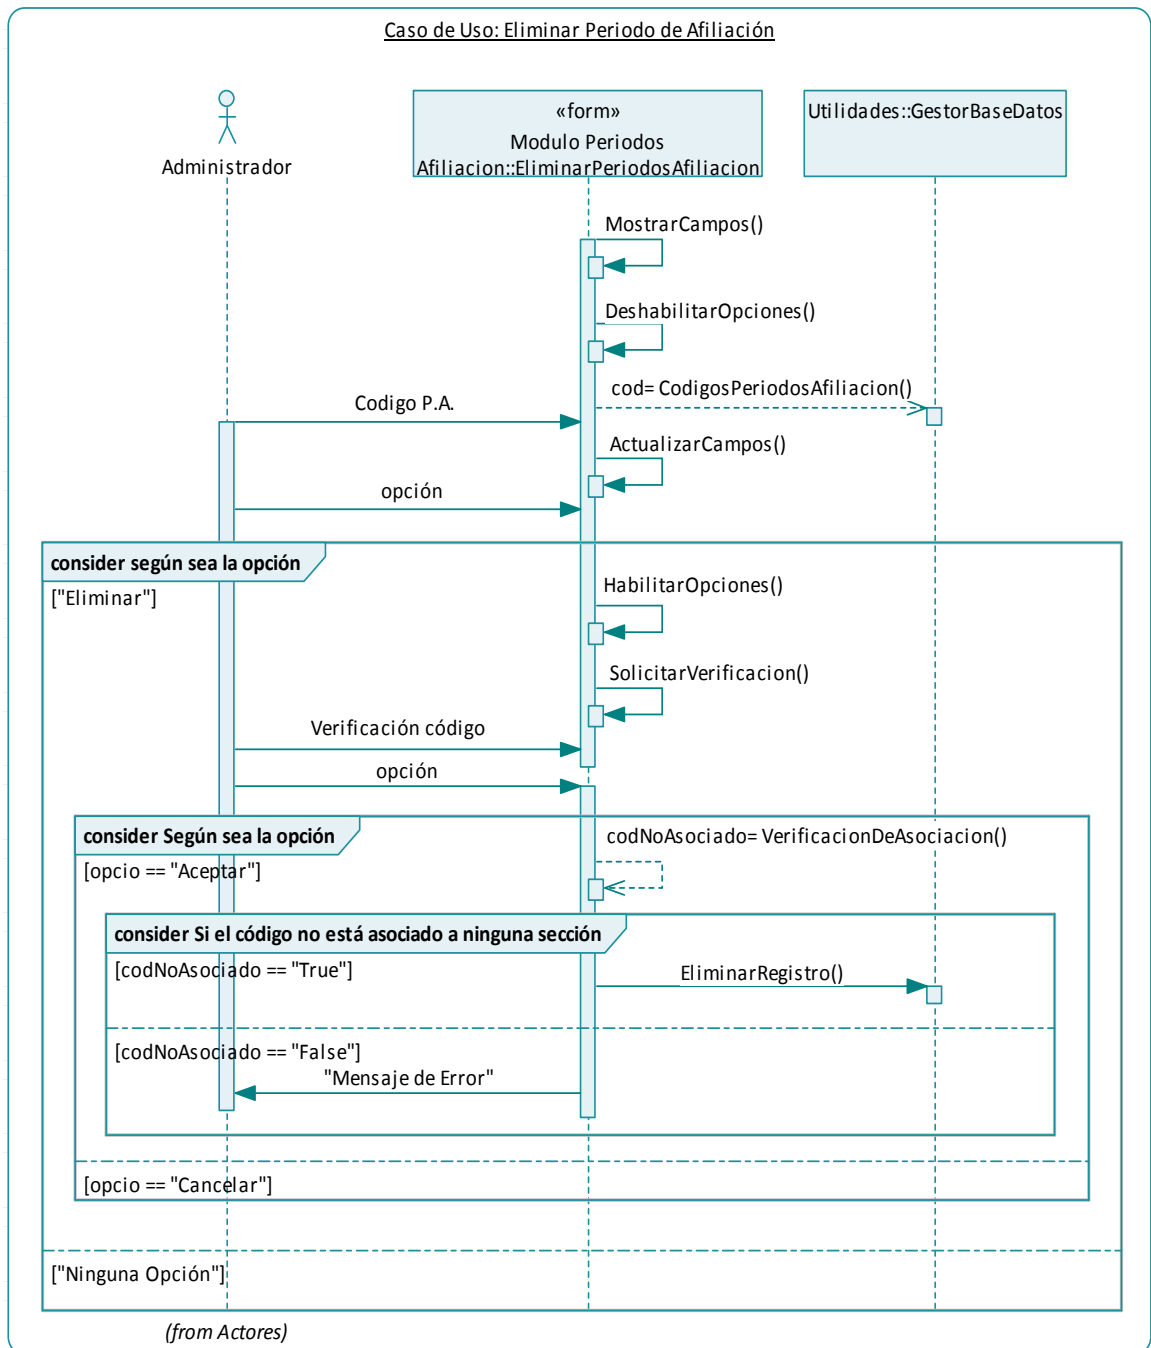 Caso de Uso: Eliminar Periodo de Afiliación
Administrador
«form»
Modulo Periodos
Afiliacion::EliminarPeriodosAfiliacion
Utilidades::GestorBaseDatos
MostrarCampos()
DeshabilitarOpciones()
cod= CodigosPeriodosAfiliacion()
Codigo P.A.
ActualizarCampos()
opción
consider según sea la opción
["Eliminar"]
HabilitarOpciones()
SolicitarVerificacion()
Verificación código
opción
consider Según sea la opción
codNoAsociado= VerificacionDeAsociacion()
[opcio == "Aceptar"]
consider Si el código no está asociado a ninguna sección
[codNoAsociado == "True"]
EliminarRegistro()
[codNoAsociado == "False"]
"Mensaje de Error"
[opcio == "Cancelar"]
["Ninguna Opción"]
(from Actores)